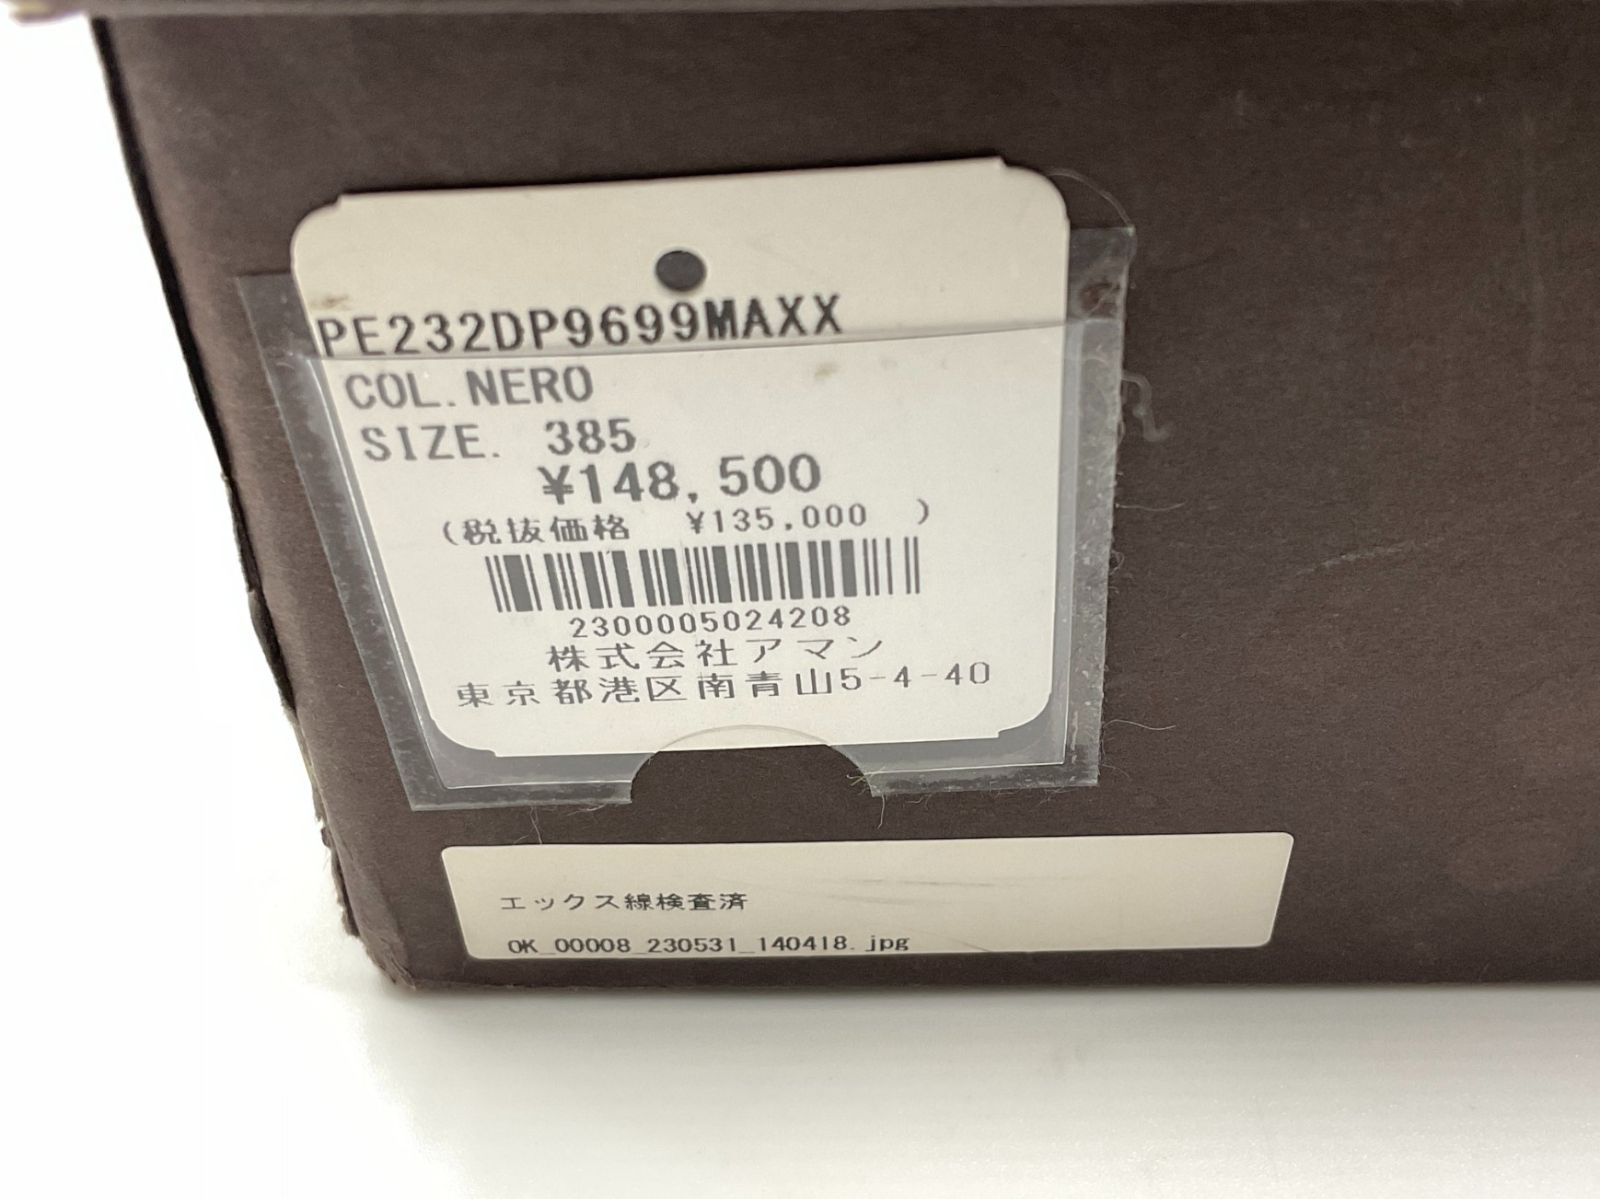 PE232DP9699MAXX
COL.NERO
SIZE. 385
¥148,500
(税抜価格 ¥135,000 )
2300005024208
株式会社アマン
東京都港区南青山5-4-40
エックス線検査済
OK_00008_230531_140418.jpg